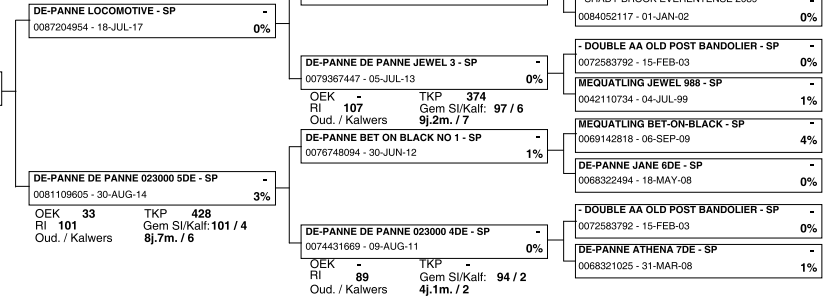 0084052117 - 01-JAN-02 0%
DE-PANNE LOCOMOTIVE - SP -
0087204954 - 18-JUL-17 0%
DE-PANNE DE PANNE JEWEL 3 - SP -
0079367447 - 05-JUL-13 0%
OEK - TKP 374
RI 107 Gem SI/Kalf: 97 / 6
Oud. / Kalwers 9j.2m. / 7
- DOUBLE AA OLD POST BANDOLIER - SP -
0072583792 - 15-FEB-03 0%
MEQUATLING JEWEL 988 - SP -
0042110734 - 04-JUL-99 1%
DE-PANNE DE PANNE 023000 5DE - SP -
0081109605 - 30-AUG-14 3%
OEK 33 TKP 428
RI 101 Gem SI/Kalf: 101 / 4
Oud. / Kalwers 8j.7m. / 6
DE-PANNE BET ON BLACK NO 1 - SP -
0076748094 - 30-JUN-12 1%
MEQUATLING BET-ON-BLACK - SP -
0069142818 - 06-SEP-09 4%
DE-PANNE JANE 6DE - SP -
0068322494 - 18-MAY-08 0%
DE-PANNE DE PANNE 023000 4DE - SP -
0074431669 - 09-AUG-11 0%
OEK - TKP -
RI 89 Gem SI/Kalf: 94 / 2
Oud. / Kalwers 4j.1m. / 2
- DOUBLE AA OLD POST BANDOLIER - SP -
0072583792 - 15-FEB-03 0%
DE-PANNE ATHENA 7DE - SP -
0068321025 - 31-MAR-08 1%